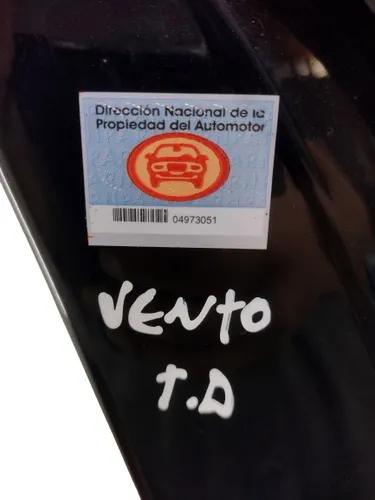 Dirección Nacional de la
Propiedad del Automotor
04973051
VENTO
T.D